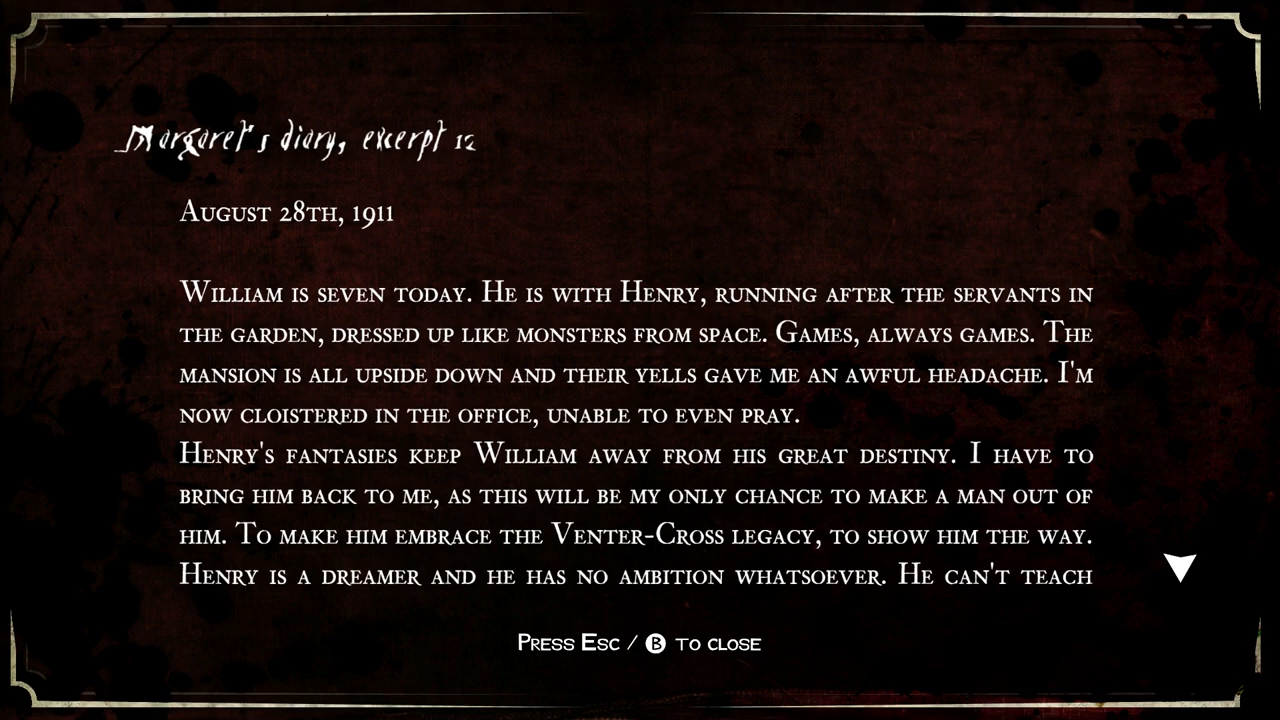 Margaret's diary, excerpt 12
August 28th, 1911
William is seven today. He is with Henry, running after the servants in
the garden, dressed up like monsters from space. Games, always games. The
mansion is all upside down and their yells gave me an awful headache. I'm
now cloistered in the office, unable to even pray.
Henry's fantasies keep William away from his great destiny. I have to
bring him back to me, as this will be my only chance to make a man out of
him. To make him embrace the Venter-Cross legacy, to show him the way.
Henry is a dreamer and he has no ambition whatsoever. He can't teach
Press Esc / B to close